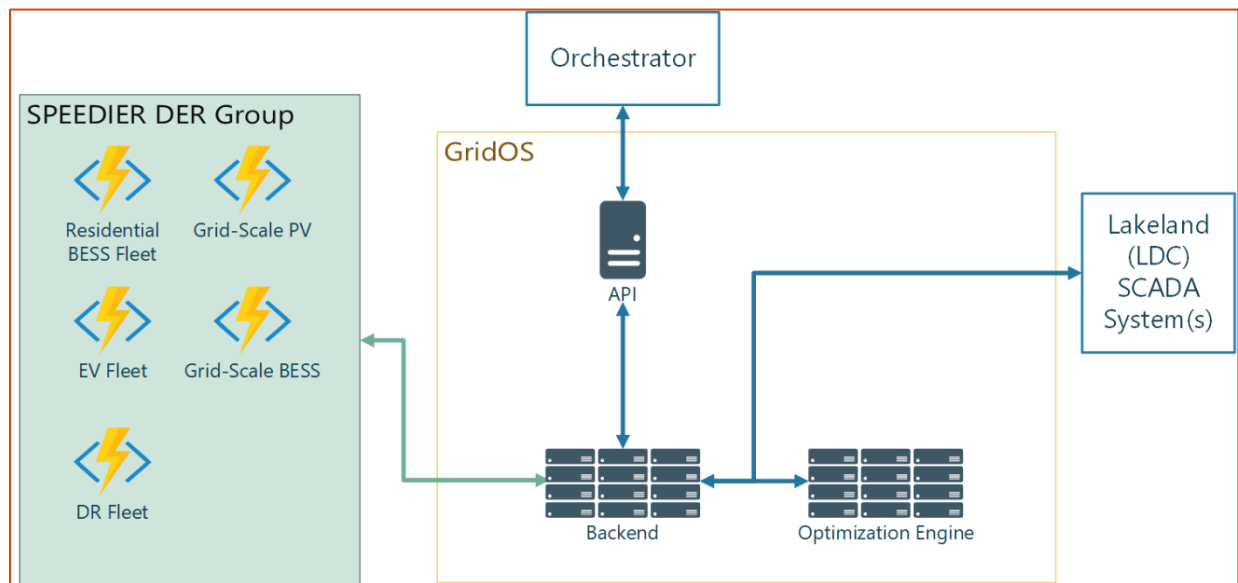 Orchestrator
SPEEDIER DER Group
GridOS
Residential
BESS Fleet
Grid-Scale PV
Lakeland
(LDC)
SCADA
System(s)
API
EV Fleet
Grid-Scale BESS
DR Fleet
Backend
Optimization Engine